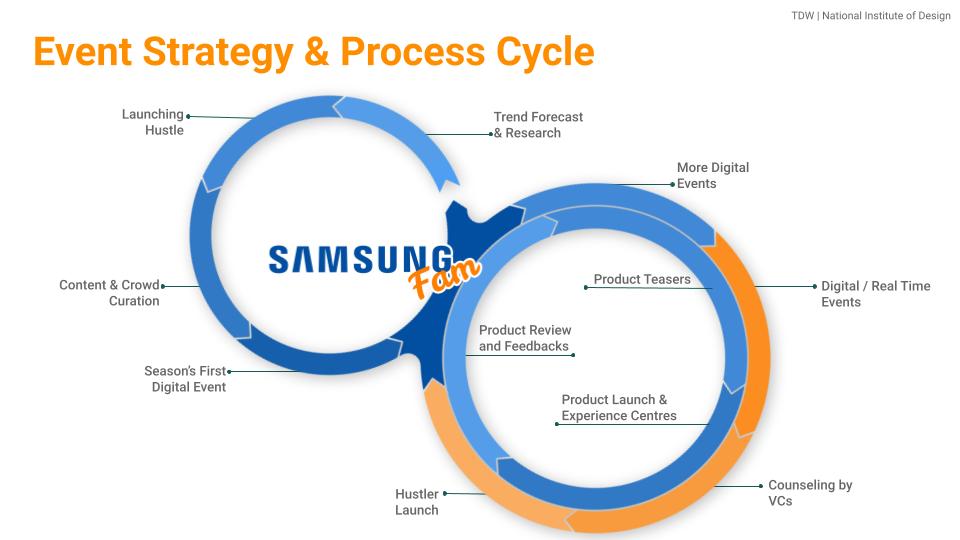 TDW | National Institute of Design
Event Strategy & Process Cycle
Launching
Hustle
Trend Forecast
& Research
More Digital
Events
Content & Crowd
Curation
SAMSUNG
Fam
Product Teasers
Digital / Real Time
Events
Product Review
and Feedbacks
Season's First
Digital Event
Product Launch &
Experience Centres
Hustler
Launch
Counseling by
VCs